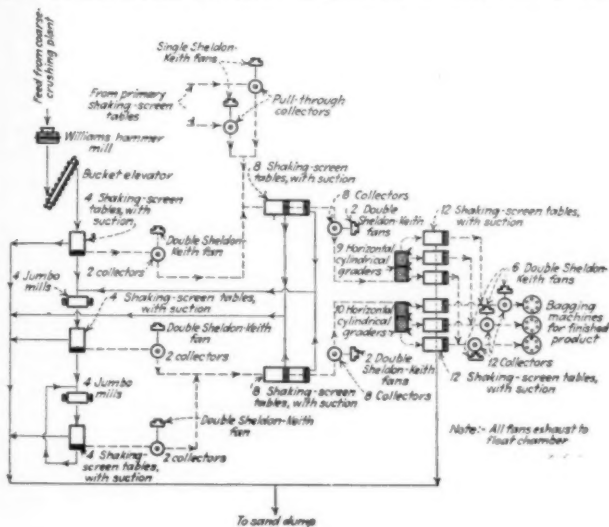 Feed from coarse-
crushing plant
Williams hammer
mill
Bucket elevator
4 Shaking-screen
tables, with
suction,
Single Sheldon-
Keith fans
From primary
shaking-screen
tables
Pull-through
collectors
8 Shaking-screen
tables, with suction
Double Sheldon-
Keith fan
2 collectors
4 Jumbo
mills
4 Shaking-screen
tables, with suction
Double Sheldon-Keith
fan
2 collectors
4 Jumbo
mills
Double Sheldon-Keith
fan
4 Shaking-
screen tables,
with suction
2 collectors
8 Shaking-screen
tables, with suction
8 Collectors
2 Double
Sheldon-Keith
fans
9 Horizontal
cylindrical
graders
10 Horizontal
cylindrical
graders
2 Double
Sheldon-Keith
fans
8 Collectors
12 Shaking-screen tables,
with suction
6 Double Sheldon-
Keith fans
Bagging
machines
for finished
product
12 Collectors
12 Shaking-screen tables,
with suction
Note:- All fans exhaust to
float chamber
To sand dump